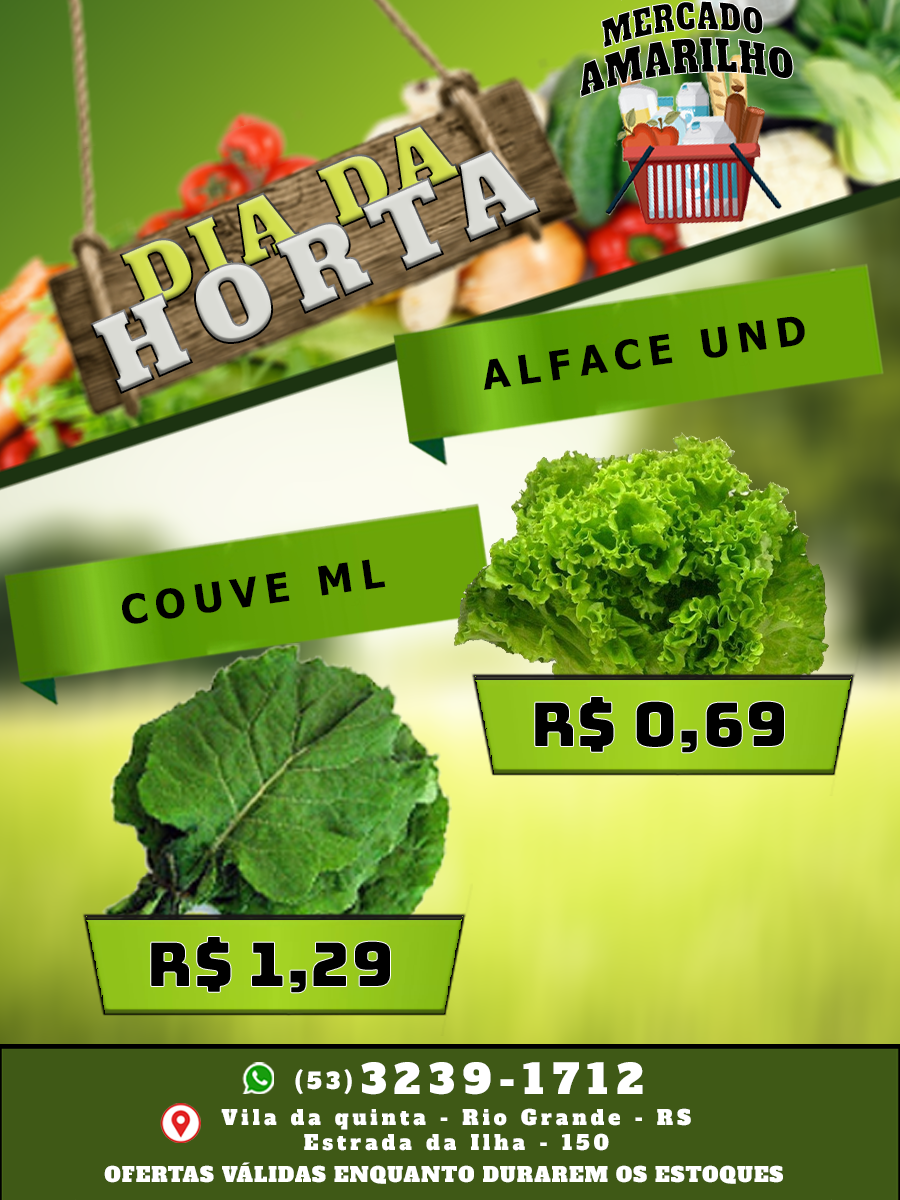 MERCADO
AMARILHO
DIA DA
HORTA
ALFACE UND
COUVE ML
R$ 0,69
R$ 1,29
(53) 3239-1712
Vila da quinta - Rio Grande - RS
Estrada da Ilha - 150
OFERTAS VÁLIDAS ENQUANTO DURAREM OS ESTOQUES